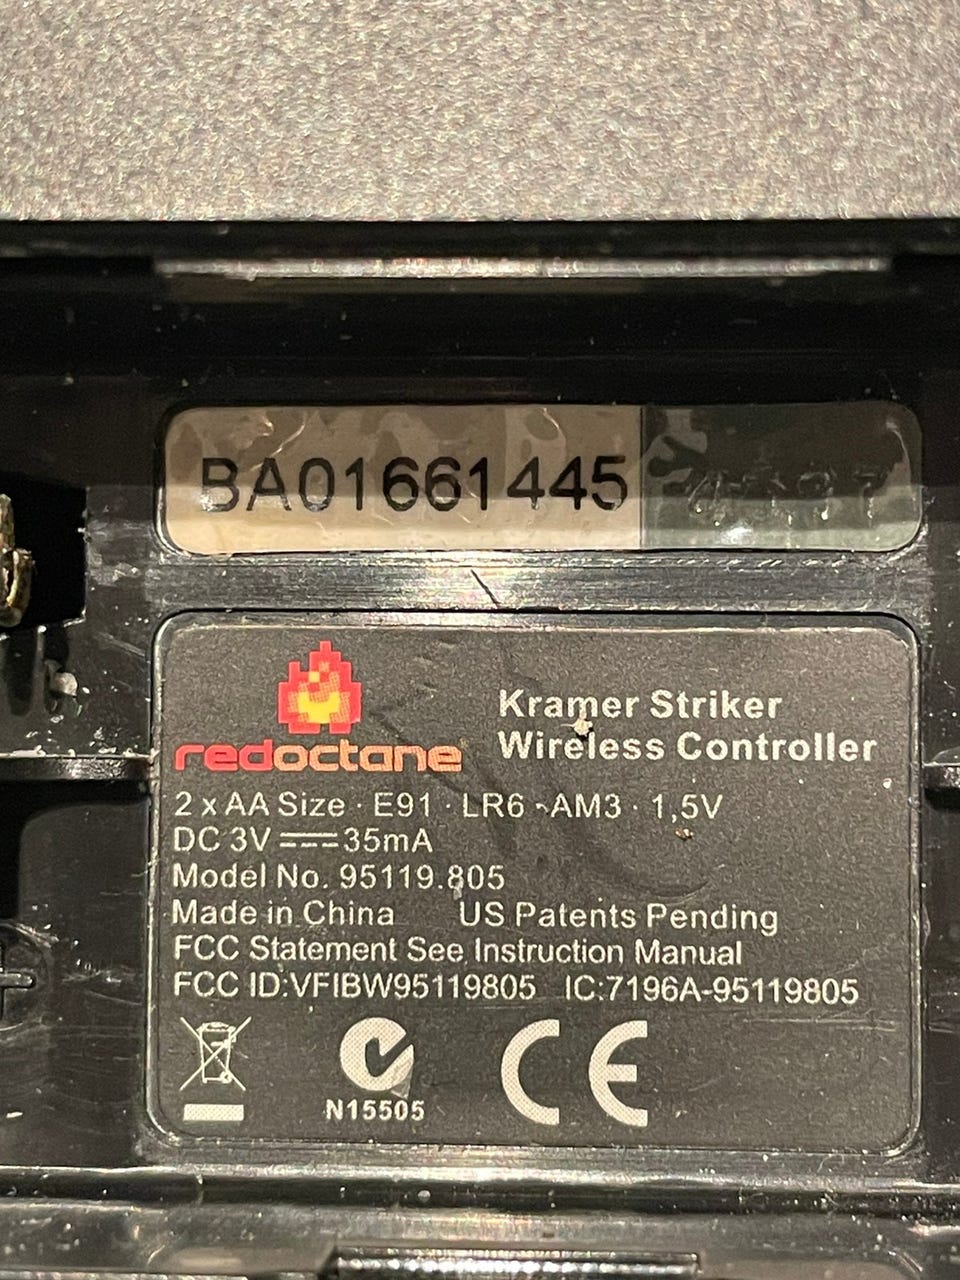 BA01661445
redoctane
Kramer Striker
Wireless Controller
2 x AA Size · E91 · LR6 · AM3 · 1,5V
DC 3V ⎓ 35mA
Model No. 95119.805
Made in China US Patents Pending
FCC Statement See Instruction Manual
FCC ID:VFIBW95119805 IC:7196A-95119805
N15505
CE